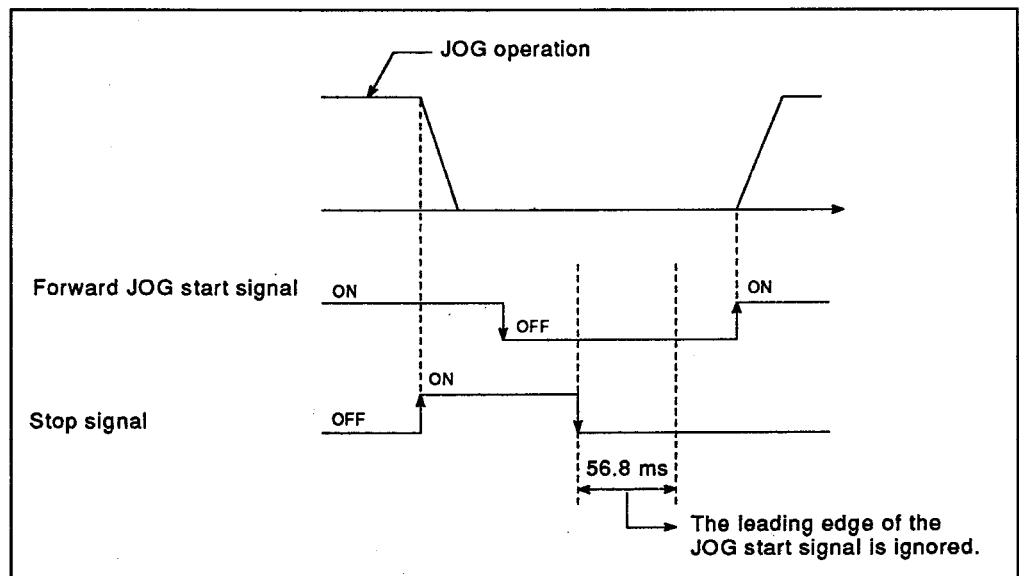 JOG operation
Forward JOG start signal
ON
OFF
ON
Stop signal
OFF
ON
56.8 ms
The leading edge of the
JOG start signal is ignored.